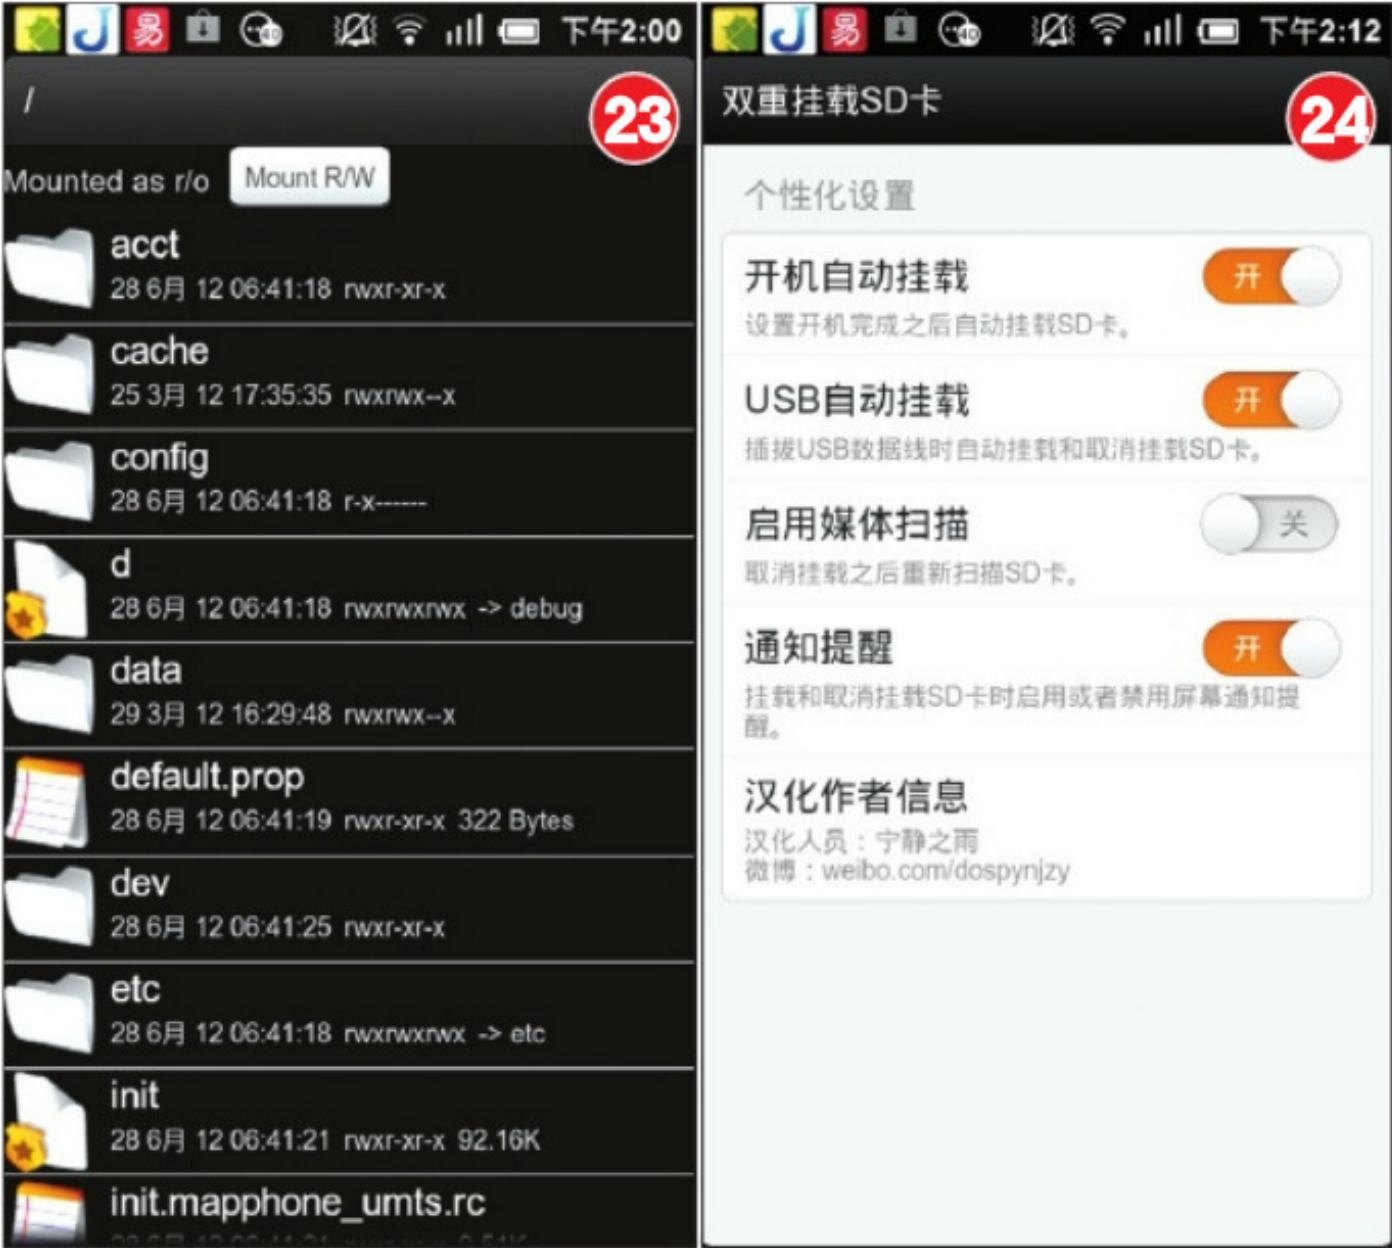 下午2:00
/
23
Mounted as r/o Mount R/W
acct
28 6月 12 06:41:18 rwxr-xr-x
cache
25 3月 12 17:35:35 rwxrwx--x
config
28 6月 12 06:41:18 r-x------
d
28 6月 12 06:41:18 rwxrwxrwx -> debug
data
29 3月 12 16:29:48 rwxrwx--x
default.prop
28 6月 12 06:41:19 rwxr-xr-x 322 Bytes
dev
28 6月 12 06:41:25 rwxr-xr-x
etc
28 6月 12 06:41:18 rwxrwxrwx -> etc
init
28 6月 12 06:41:21 rwxr-xr-x 92.16K
init.mapphone_umts.rc
易
下午2:12
双重挂载SD卡
24
个性化设置
开机自动挂载
开
设置开机完成之后自动挂载SD卡。
USB自动挂载
开
插拔USB数据线时自动挂载和取消挂载SD卡。
启用媒体扫描
关
取消挂载之后重新扫描SD卡。
通知提醒
开
挂载和取消挂载SD卡时启用或者禁用屏幕通知提
醒。
汉化作者信息
汉化人员：宁静之雨
微博：weibo.com/dospynjzy